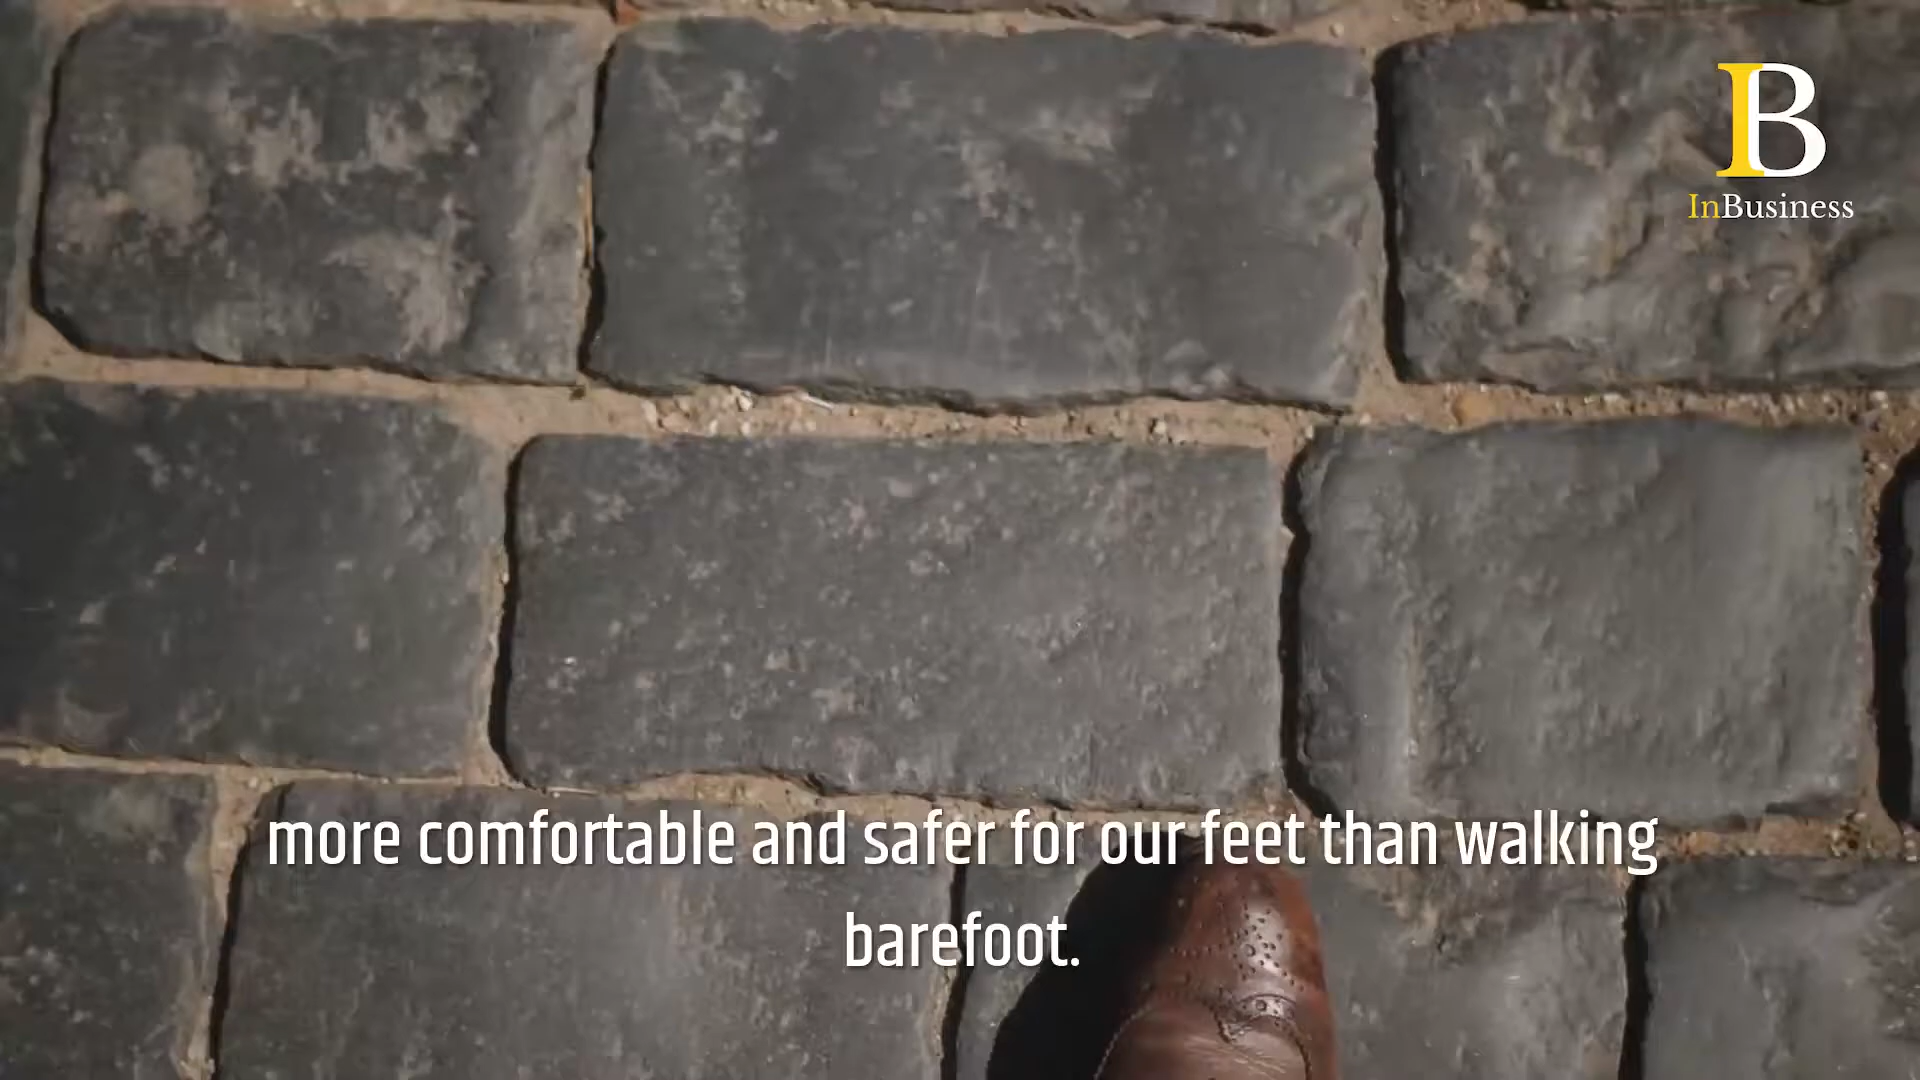 IB
InBusiness
more comfortable and safer for our feet than walking
barefoot.